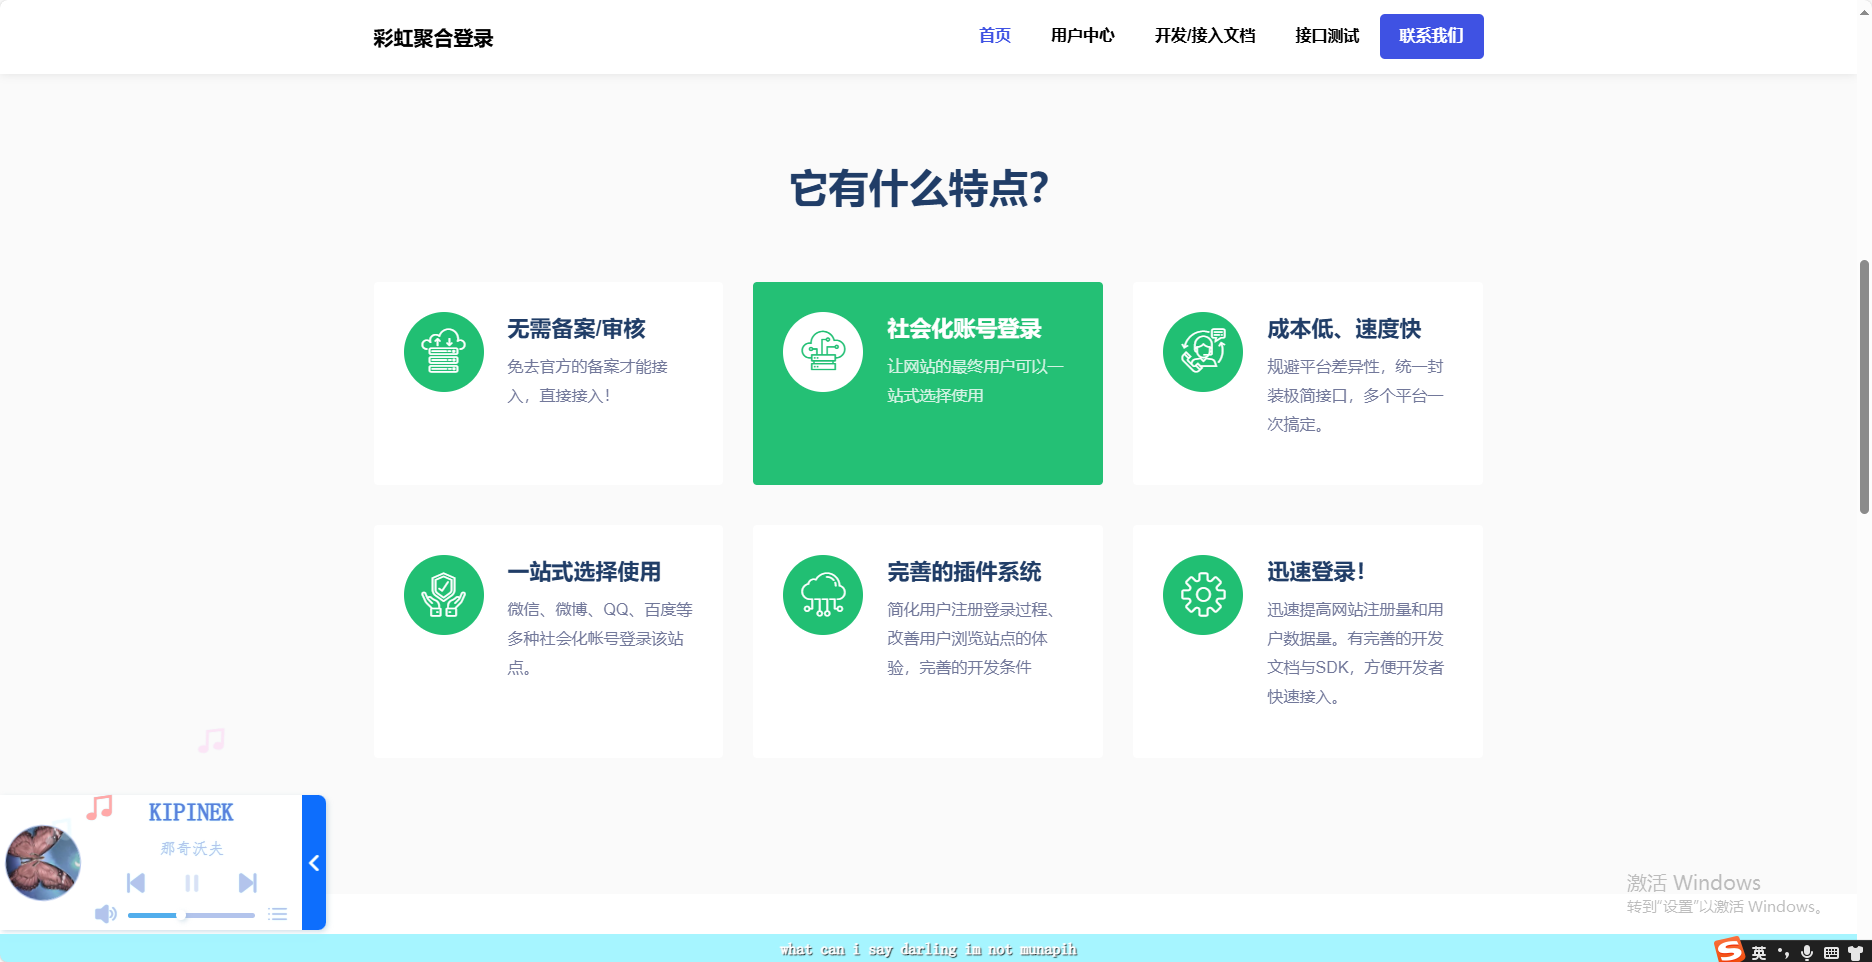 彩虹聚合登录
首页
用户中心
开发/接入文档
接口测试
联系我们
它有什么特点?
无需备案/审核
免去官方的备案才能接
入，直接接入！
社会化账号登录
让网站的最终用户可以一
站式选择使用
成本低、速度快
规避平台差异性，统一封
装极简接口，多个平台一
次搞定。
一站式选择使用
微信、微博、QQ、百度等
多种社会化帐号登录该站
点。
完善的插件系统
简化用户注册登录过程、
改善用户浏览站点的体
验，完善的开发条件
迅速登录！
迅速提高网站注册量和用
户数据量。有完善的开发
文档与SDK，方便开发者
快速接入。
KIPINEK
那奇沃夫
激活 Windows
转到“设置”以激活 Windows。
what can i say darling im not munapih
S
英